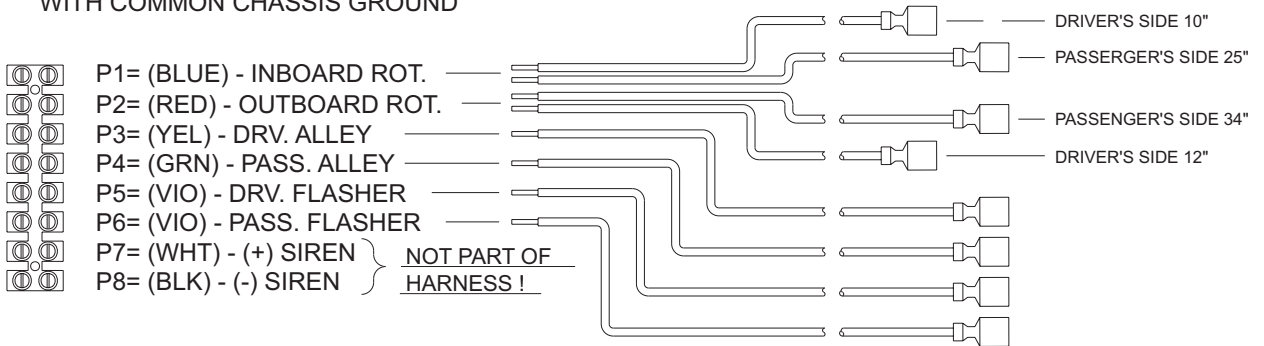 WITH COMMON CHASSIS GROUND
DRIVER'S SIDE 10"
PASSERGER'S SIDE 25"
P1= (BLUE) - INBOARD ROT.
P2= (RED) - OUTBOARD ROT.
PASSENGER'S SIDE 34"
P3= (YEL) - DRV. ALLEY
P4= (GRN) - PASS. ALLEY
DRIVER'S SIDE 12"
P5= (VIO) - DRV. FLASHER
P6= (VIO) - PASS. FLASHER
P7= (WHT) - (+) SIREN
P8= (BLK) - (-) SIREN
NOT PART OF
HARNESS !